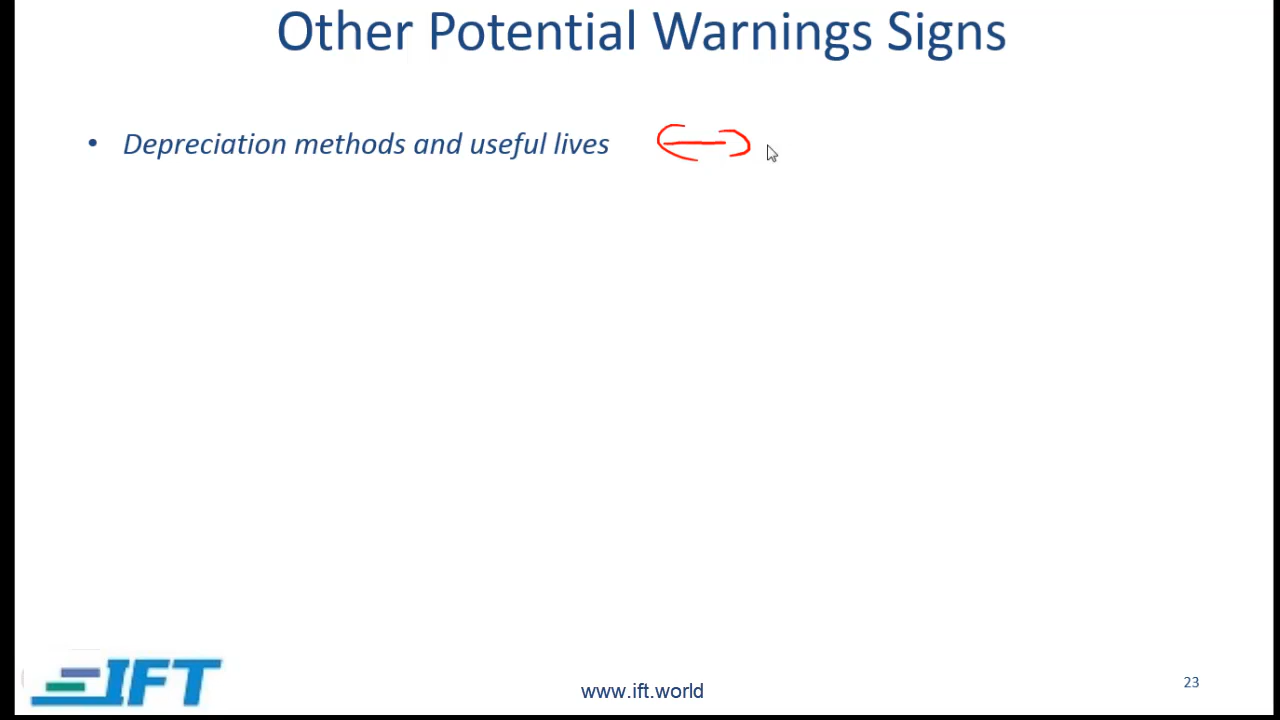 Other Potential Warnings Signs
• Depreciation methods and useful lives
IFT
www.ift.world
23